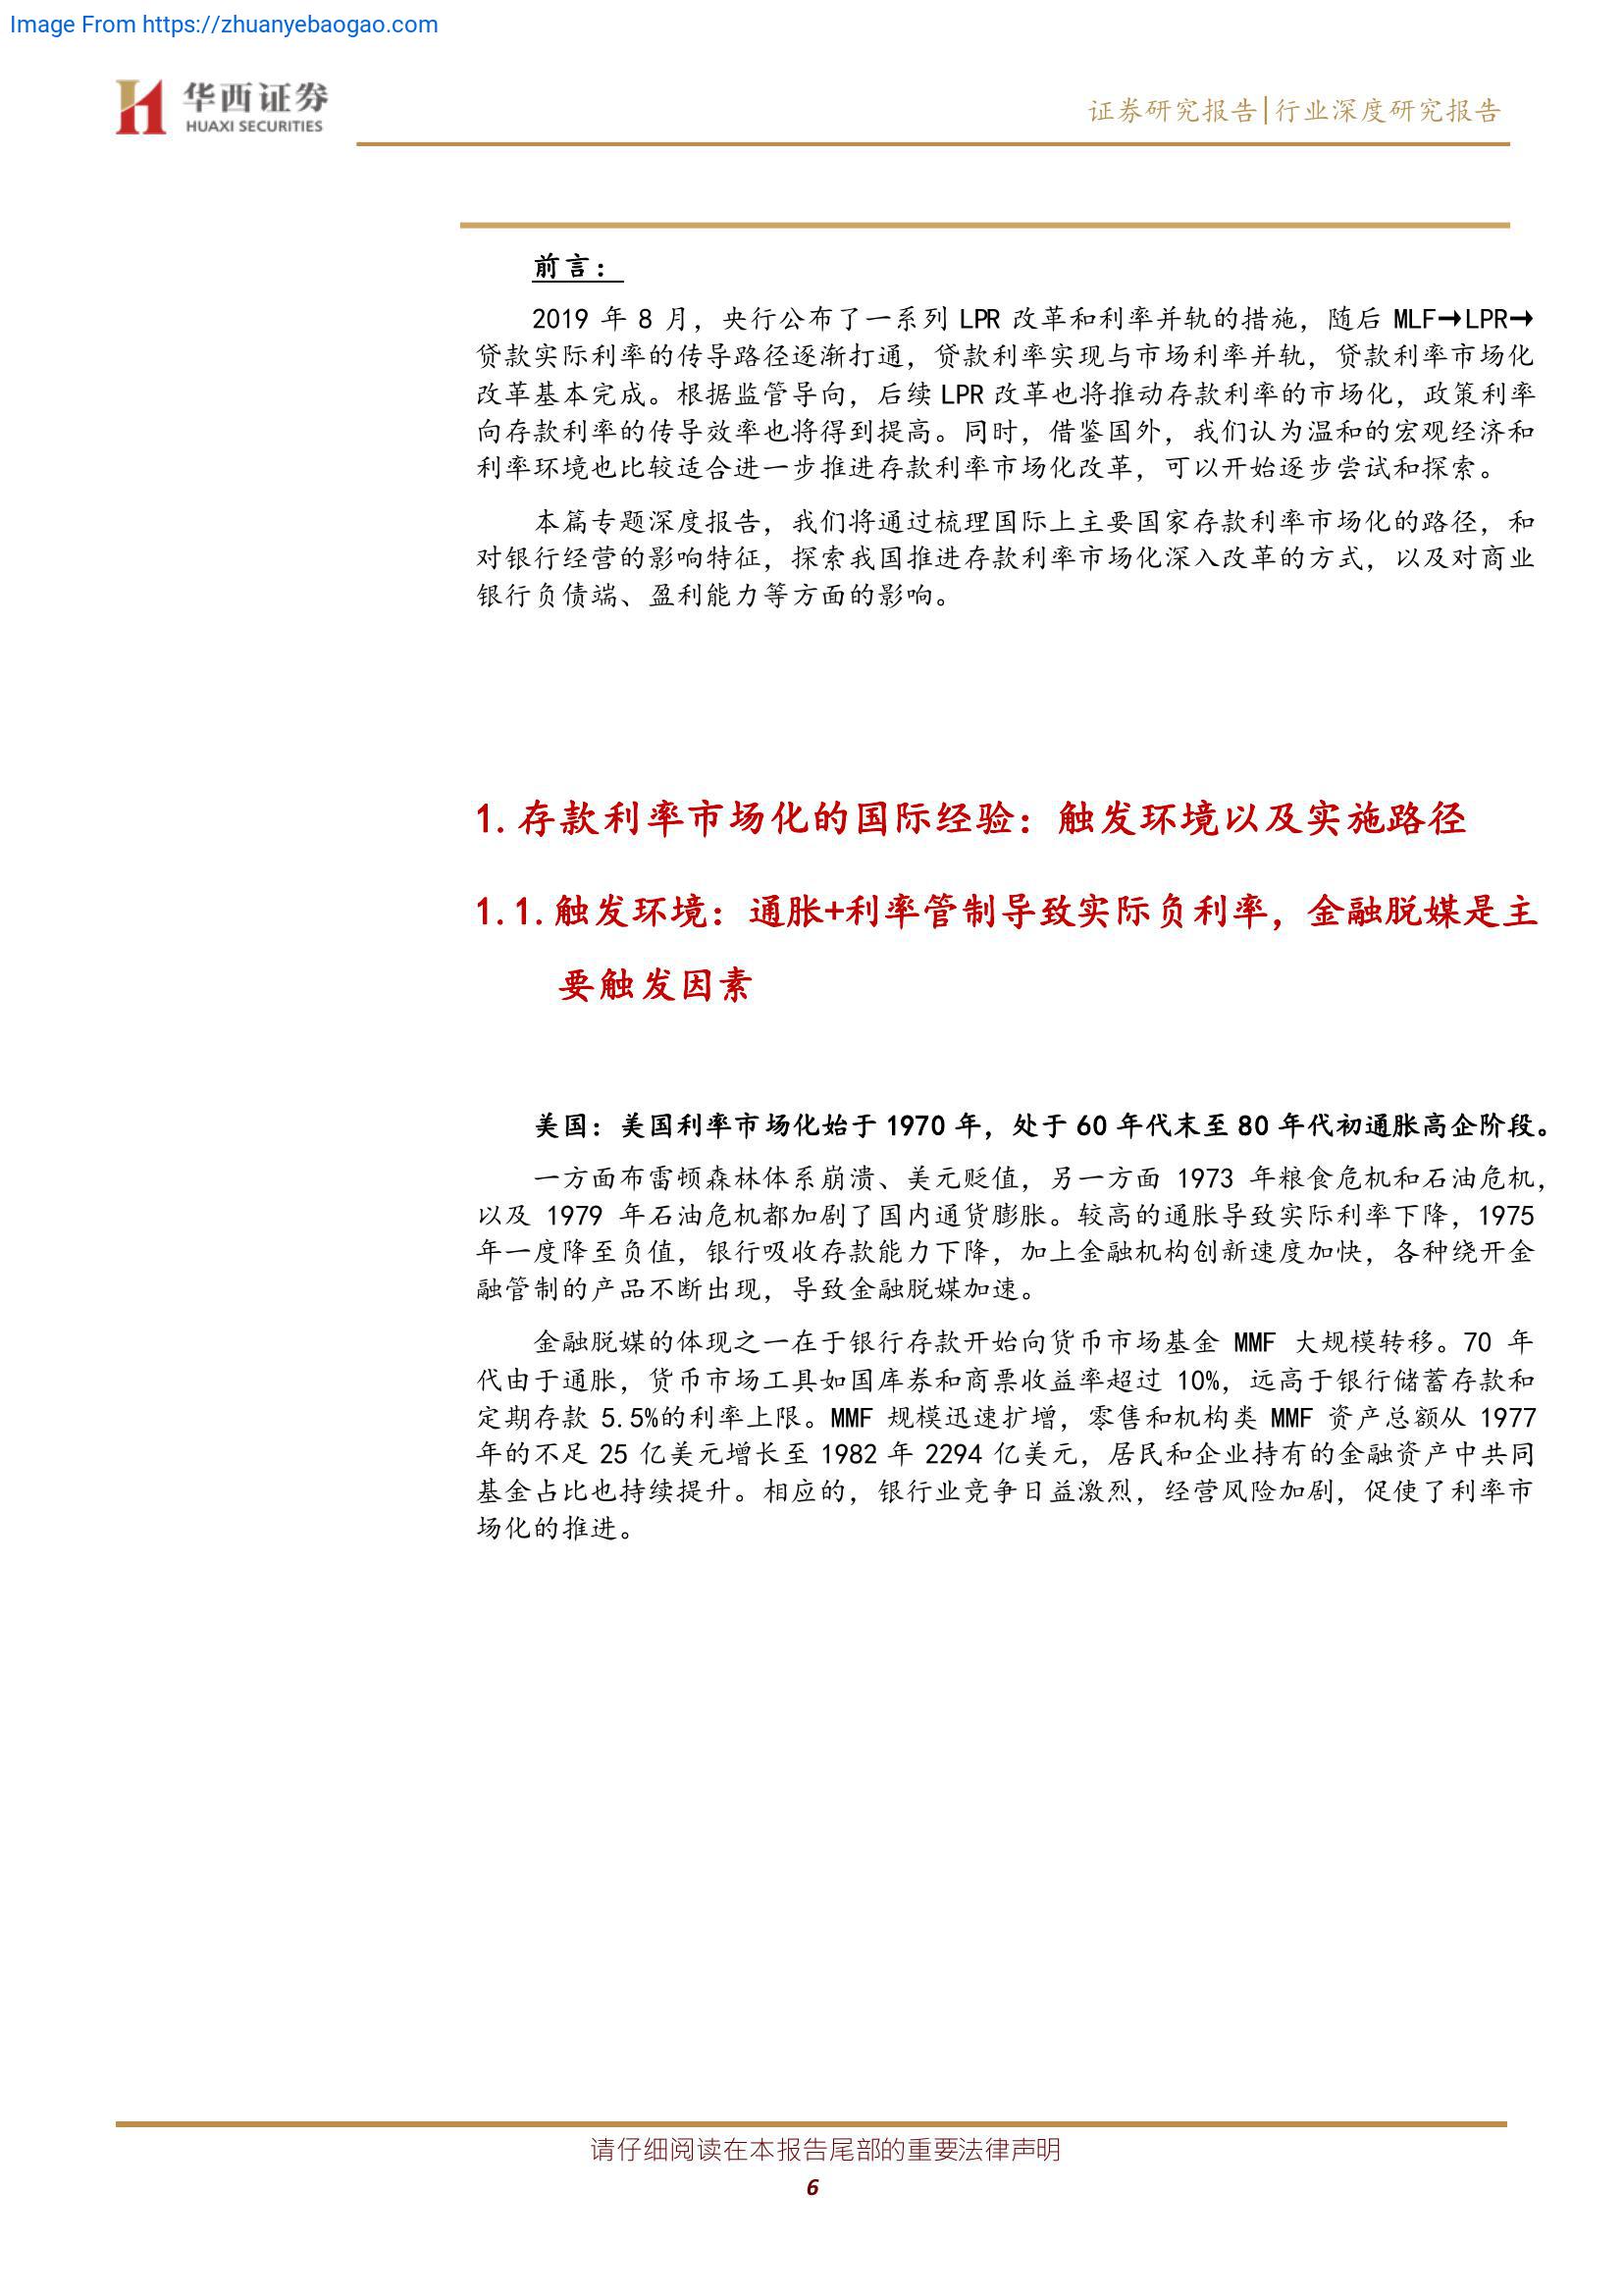 Image From https://zhuanyebaogao.com
华西证券
HUAXI SECURITIES
证券研究报告|行业深度研究报告
前言：
2019 年 8 月，央行公布了一系列 LPR 改革和利率并轨的措施，随后 MLF→LPR→
贷款实际利率的传导路径逐渐打通，贷款利率实现与市场利率并轨，贷款利率市场化
改革基本完成。根据监管导向，后续 LPR 改革也将推动存款利率的市场化，政策利率
向存款利率的传导效率也将得到提高。同时，借鉴国外，我们认为温和的宏观经济和
利率环境也比较适合进一步推进存款利率市场化改革，可以开始逐步尝试和探索。
本篇专题深度报告，我们将通过梳理国际上主要国家存款利率市场化的路径，和
对银行经营的影响特征，探索我国推进存款利率市场化深入改革的方式，以及对商业
银行负债端、盈利能力等方面的影响。
1.存款利率市场化的国际经验：触发环境以及实施路径
1.1.触发环境：通胀+利率管制导致实际负利率，金融脱媒是主
要触发因素
美国：美国利率市场化始于 1970 年，处于 60 年代末至 80 年代初通胀高企阶段。
一方面布雷顿森林体系崩溃、美元贬值，另一方面 1973 年粮食危机和石油危机，
以及 1979 年石油危机都加剧了国内通货膨胀。较高的通胀导致实际利率下降，1975
年一度降至负值，银行吸收存款能力下降，加上金融机构创新速度加快，各种绕开金
融管制的产品不断出现，导致金融脱媒加速。
金融脱媒的体现之一在于银行存款开始向货币市场基金 MMF 大规模转移。70 年
代由于通胀，货币市场工具如国库券和商票收益率超过 10%，远高于银行储蓄存款和
定期存款 5.5%的利率上限。MMF 规模迅速扩增，零售和机构类 MMF 资产总额从 1977
年的不足 25 亿美元增长至 1982 年 2294 亿美元，居民和企业持有的金融资产中共同
基金占比也持续提升。相应的，银行业竞争日益激烈，经营风险加剧，促使了利率市
场化的推进。
请仔细阅读在本报告尾部的重要法律声明
6